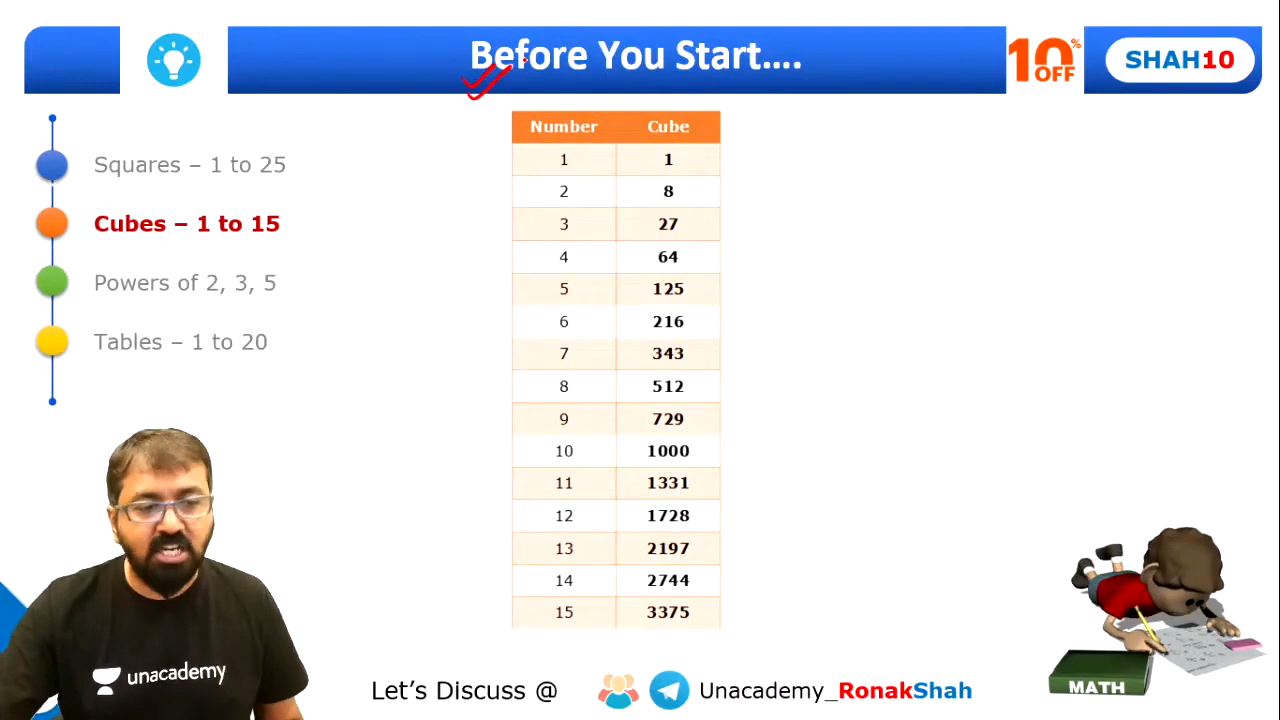 Before You Start....
10% OFF
SHAH10
Squares – 1 to 25
Cubes – 1 to 15
Powers of 2, 3, 5
Tables – 1 to 20
Number Cube
1 1
2 8
3 27
4 64
5 125
6 216
7 343
8 512
9 729
10 1000
11 1331
12 1728
13 2197
14 2744
15 3375
unacademy
MATH
Let's Discuss @ Unacademy_RonakShah